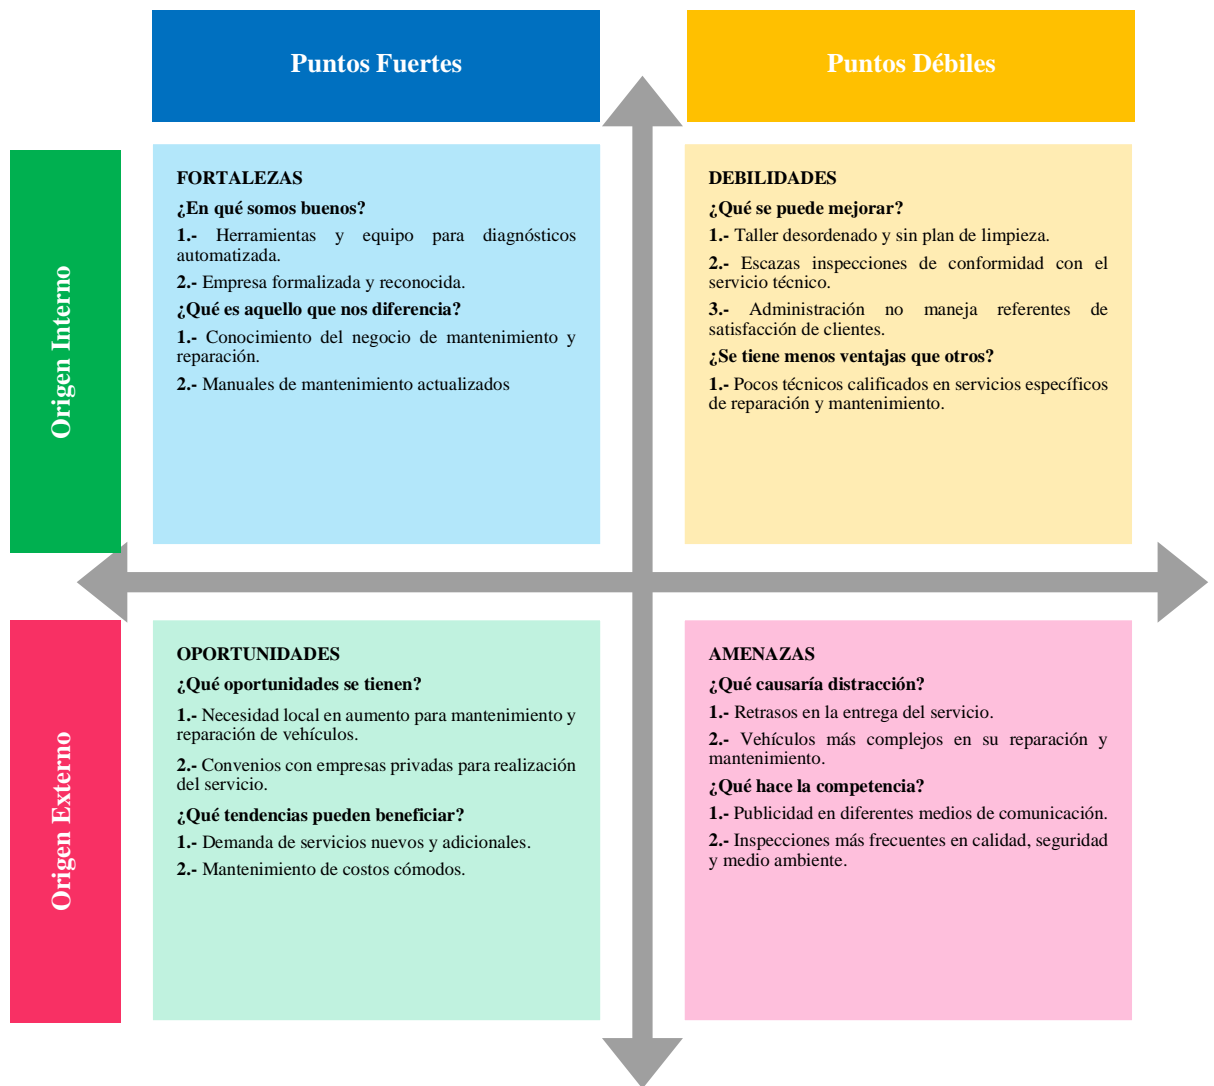 Puntos Fuertes
Puntos Débiles
Origen Interno
FORTALEZAS
¿En qué somos buenos?
1.- Herramientas y equipo para diagnósticos
automatizada.
2.- Empresa formalizada y reconocida.
¿Qué es aquello que nos diferencia?
1.- Conocimiento del negocio de mantenimiento y
reparación.
2.- Manuales de mantenimiento actualizados
DEBILIDADES
¿Qué se puede mejorar?
1.- Taller desordenado y sin plan de limpieza.
2.- Escazas inspecciones de conformidad con el
servicio técnico.
3.- Administración no maneja referentes de
satisfacción de clientes.
¿Se tiene menos ventajas que otros?
1.- Pocos técnicos calificados en servicios específicos
de reparación y mantenimiento.
Origen Externo
OPORTUNIDADES
¿Qué oportunidades se tienen?
1.- Necesidad local en aumento para mantenimiento y
reparación de vehículos.
2.- Convenios con empresas privadas para realización
del servicio.
¿Qué tendencias pueden beneficiar?
1.- Demanda de servicios nuevos y adicionales.
2.- Mantenimiento de costos cómodos.
AMENAZAS
¿Qué causaría distracción?
1.- Retrasos en la entrega del servicio.
2.- Vehículos más complejos en su reparación y
mantenimiento.
¿Qué hace la competencia?
1.- Publicidad en diferentes medios de comunicación.
2.- Inspecciones más frecuentes en calidad, seguridad
y medio ambiente.